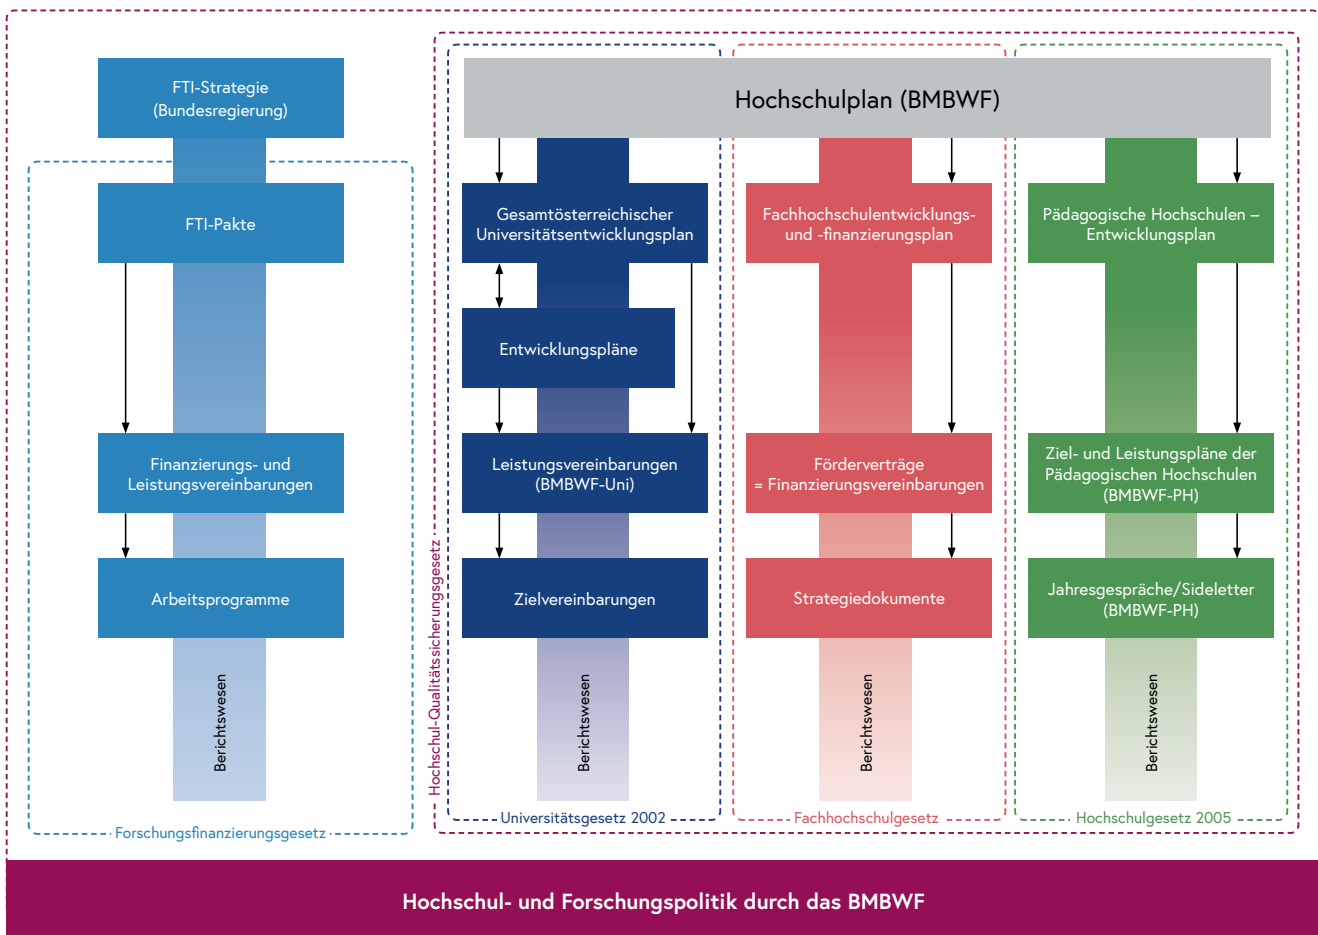 FTI-Strategie
(Bundesregierung)
FTI-Pakte
Finanzierungs- und
Leistungsvereinbarungen
Arbeitsprogramme
Berichtswesen
Forschungsfinanzierungsgesetz
Hochschulplan (BMBWF)
Hochschul-Qualitätssicherungsgesetz
Gesamtösterreichischer
Universitätsentwicklungsplan
Entwicklungspläne
Leistungsvereinbarungen
(BMBWF-Uni)
Zielvereinbarungen
Berichtswesen
Universitätsgesetz 2002
Fachhochschulentwicklungs-
und -finanzierungsplan
Förderverträge
= Finanzierungsvereinbarungen
Strategiedokumente
Berichtswesen
Fachhochschulgesetz
Pädagogische Hochschulen –
Entwicklungsplan
Ziel- und Leistungspläne der
Pädagogischen Hochschulen
(BMBWF-PH)
Jahresgespräche/Sideletter
(BMBWF-PH)
Berichtswesen
Hochschulgesetz 2005
Hochschul- und Forschungspolitik durch das BMBWF